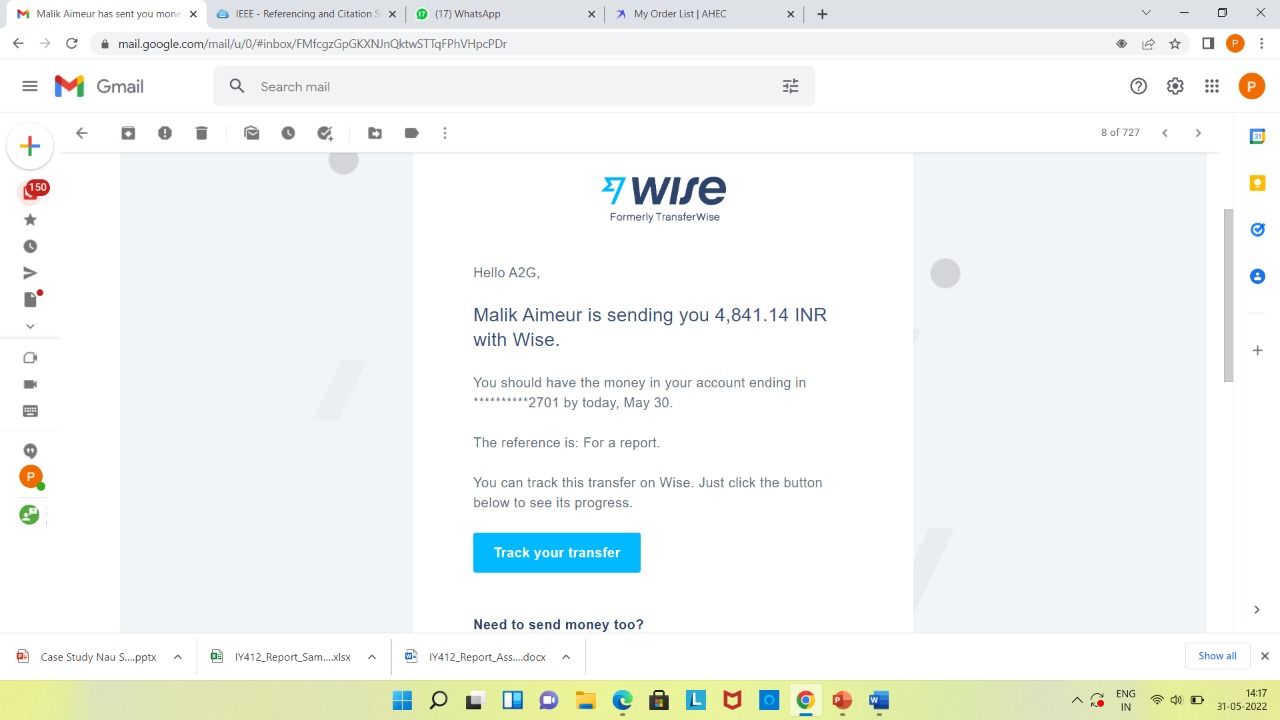 Malik Aimeur has sent you mone
IEEE - Referencing and Citation S
(17) WhatsApp
My Order List | AHEC
mail.google.com/mail/u/0/#inbox/FMfcgzGpGKXNJnQktwSTTqFPhVHpcPDr
P
Gmail
Search mail
P
8 of 727
31
150
WISE
Formerly TransferWise
Hello A2G,
Malik Aimeur is sending you 4,841.14 INR
with Wise.
You should have the money in your account ending in
**********2701 by today, May 30.
The reference is: For a report.
P
You can track this transfer on Wise. Just click the button
below to see its progress.
Track your transfer
Need to send money too?
Case Study Nau S....pptx
IY412_Report_Sam....xlsx
IY412_Report_Ass....docx
Show all
ENG
IN
14:17
31-05-2022